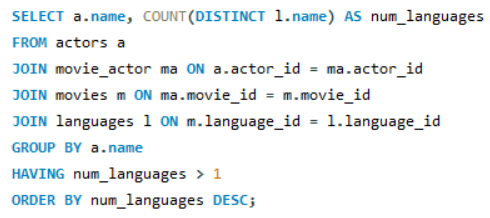 SELECT a.name, COUNT(DISTINCT l.name) AS num_languages
FROM actors a
JOIN movie_actor ma ON a.actor_id = ma.actor_id
JOIN movies m ON ma.movie_id = m.movie_id
JOIN languages l ON m.language_id = l.language_id
GROUP BY a.name
HAVING num_languages > 1
ORDER BY num_languages DESC;